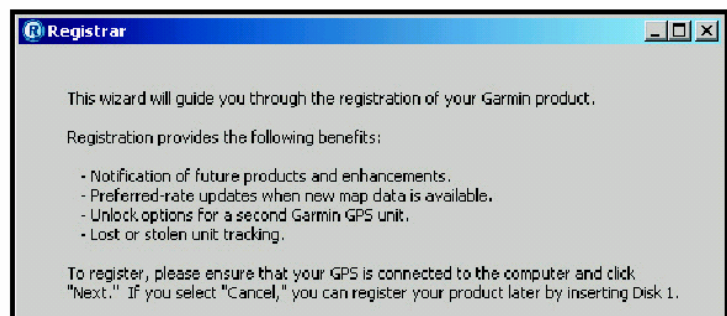 Registrar
This wizard will guide you through the registration of your Garmin product.
Registration provides the following benefits:
- Notification of future products and enhancements.
- Preferred-rate updates when new map data is available.
- Unlock options for a second Garmin GPS unit.
- Lost or stolen unit tracking.
To register, please ensure that your GPS is connected to the computer and click
"Next." If you select "Cancel," you can register your product later by inserting Disk 1.